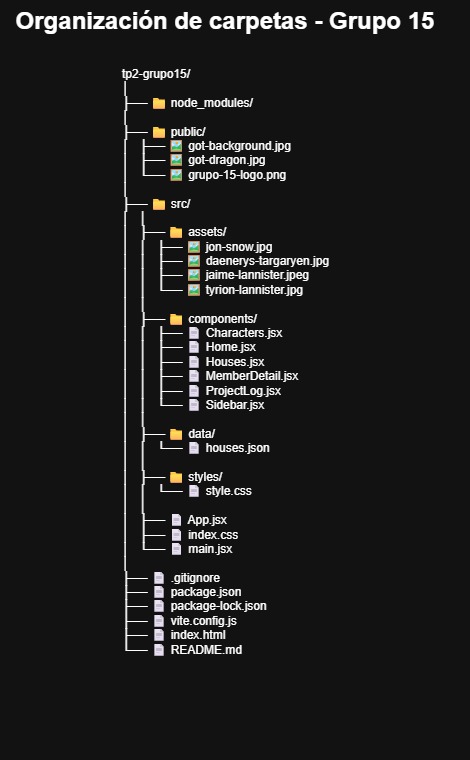 Organización de carpetas - Grupo 15
tp2-grupo15/
node_modules/
public/
got-background.jpg
got-dragon.jpg
grupo-15-logo.png
src/
assets/
jon-snow.jpg
daenerys-targaryen.jpg
jaime-lannister.jpeg
tyrion-lannister.jpg
components/
Characters.jsx
Home.jsx
Houses.jsx
MemberDetail.jsx
ProjectLog.jsx
Sidebar.jsx
data/
houses.json
styles/
style.css
App.jsx
index.css
main.jsx
.gitignore
package.json
package-lock.json
vite.config.js
index.html
README.md